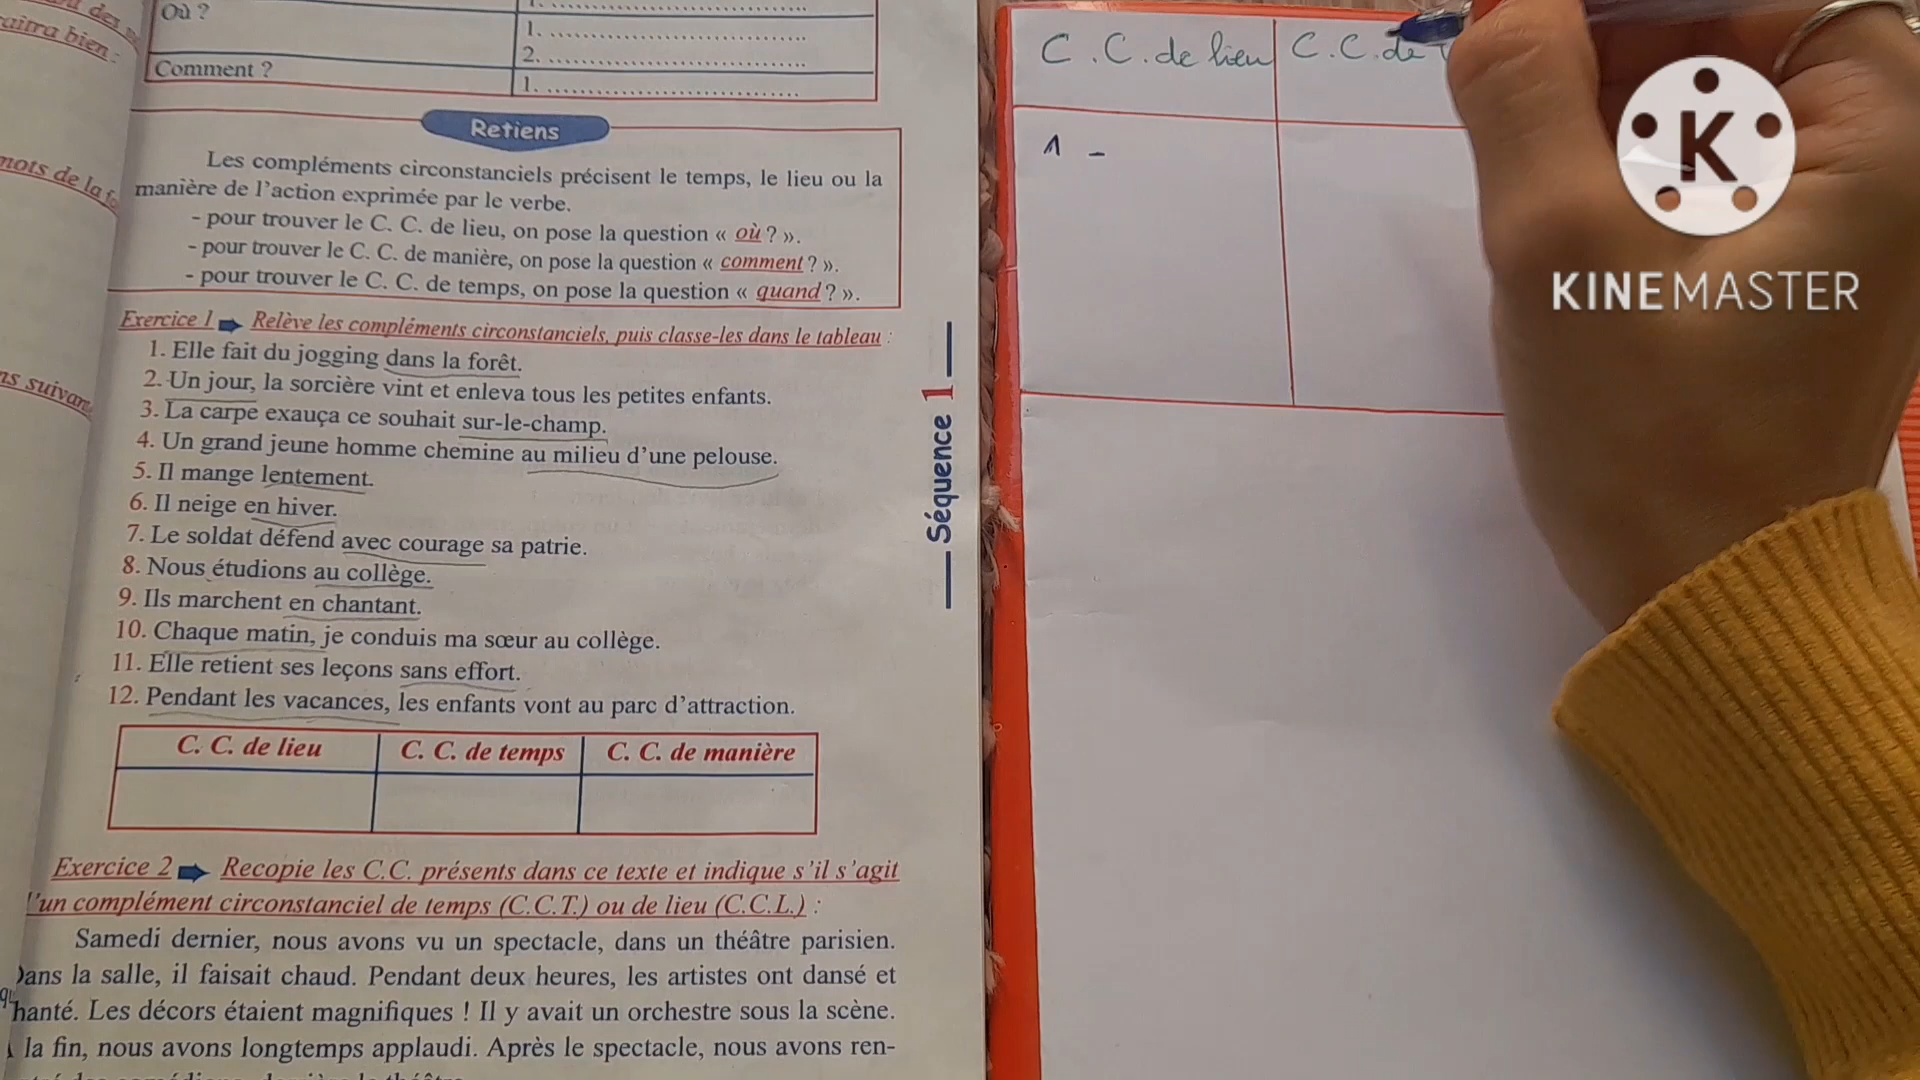 Où ?
1. ........................................
1. ........................................
2. ........................................
Comment ?
1. ........................................
Retiens
Les compléments circonstanciels précisent le temps, le lieu ou la
manière de l'action exprimée par le verbe.
- pour trouver le C. C. de lieu, on pose la question « où ? ».
- pour trouver le C. C. de manière, on pose la question « comment ? ».
- pour trouver le C. C. de temps, on pose la question « quand ? ».
Exercice 1 Relève les compléments circonstanciels, puis classe-les dans le tableau :
1. Elle fait du jogging dans la forêt.
2. Un jour, la sorcière vint et enleva tous les petites enfants.
3. La carpe exauça ce souhait sur-le-champ.
4. Un grand jeune homme chemine au milieu d'une pelouse.
5. Il mange lentement.
6. Il neige en hiver.
7. Le soldat défend avec courage sa patrie.
8. Nous étudions au collège.
9. Ils marchent en chantant.
10. Chaque matin, je conduis ma sœur au collège.
11. Elle retient ses leçons sans effort.
12. Pendant les vacances, les enfants vont au parc d'attraction.
C. C. de lieu C. C. de temps C. C. de manière
Exercice 2 Recopie les C.C. présents dans ce texte et indique s'il s'agit
'un complément circonstanciel de temps (C.C.T.) ou de lieu (C.C.L.) :
Samedi dernier, nous avons vu un spectacle, dans un théâtre parisien.
Dans la salle, il faisait chaud. Pendant deux heures, les artistes ont dansé et
hanté. Les décors étaient magnifiques ! Il y avait un orchestre sous la scène.
la fin, nous avons longtemps applaudi. Après le spectacle, nous avons ren-
Séquence 1
aitra bien :
mots de la
ns suivant
C.C. de lieu C.C. de
1 -
K
KINEMASTER